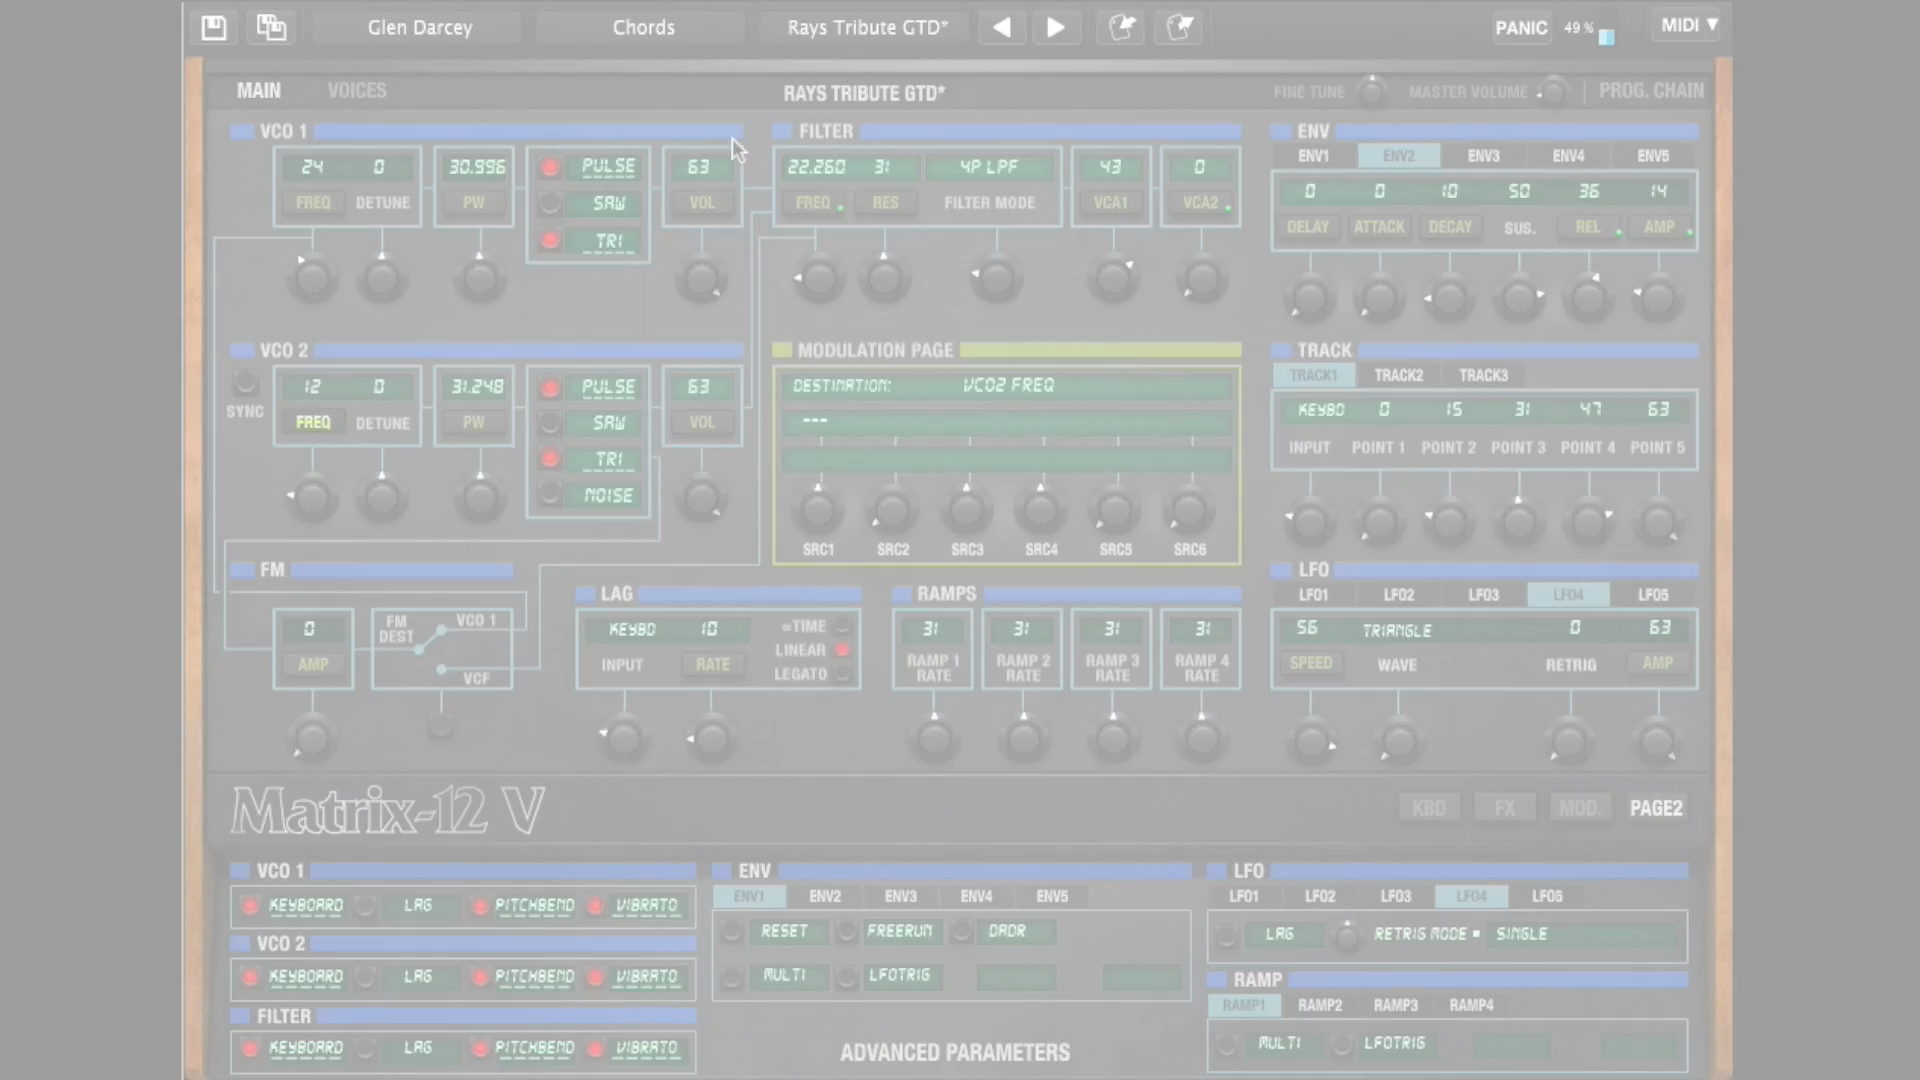 Glen Darcey Chords Rays Tribute GTD* PANIC 49 % MIDI ▼
MAIN VOICES RAYS TRIBUTE GTD* FINE TUNE MASTER VOLUME PROG. CHAIN
VCO 1
24 0 30.996 PULSE 63
FREQ DETUNE PW SAW VOL
TRI
FILTER
22.260 31 4P LPF 43 0
FREQ RES FILTER MODE VCA1 VCA2
ENV
ENV1 ENV2 ENV3 ENV4 ENV5
0 0 10 50 36 14
DELAY ATTACK DECAY SUS. REL AMP
VCO 2
12 0 31.248 PULSE 63
SYNC FREQ DETUNE PW SAW VOL
TRI
NOISE
MODULATION PAGE
DESTINATION: VCO2 FREQ
---
SRC1 SRC2 SRC3 SRC4 SRC5 SRC6
TRACK
TRACK1 TRACK2 TRACK3
KEYBD 0 15 31 47 63
INPUT POINT 1 POINT 2 POINT 3 POINT 4 POINT 5
FM
0 FM DEST VCO 1
AMP VCF
LAG
KEYBD 10 =TIME
INPUT RATE LINEAR
LEGATO
RAMPS
31 31 31 31
RAMP 1 RAMP 2 RAMP 3 RAMP 4
RATE RATE RATE RATE
LFO
LFO1 LFO2 LFO3 LFO4 LFO5
56 TRIANGLE 0 63
SPEED WAVE RETRIG AMP
Matrix-12 V KBD FX MOD. PAGE2
VCO 1
KEYBOARD LAG PITCHBEND VIBRATO
VCO 2
KEYBOARD LAG PITCHBEND VIBRATO
FILTER
KEYBOARD LAG PITCHBEND VIBRATO
ENV
ENV1 ENV2 ENV3 ENV4 ENV5
RESET FREERUN DADR
MULTI LFOTRIG
ADVANCED PARAMETERS
LFO
LFO1 LFO2 LFO3 LFO4 LFO5
LAG RETRIG MODE SINGLE
RAMP
RAMP1 RAMP2 RAMP3 RAMP4
MULTI LFOTRIG